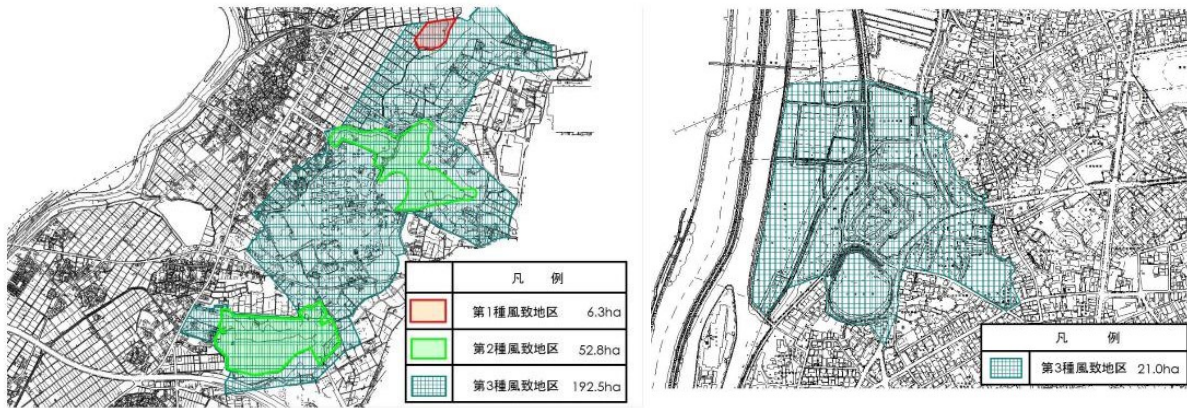 凡 例
第1種風致地区 6.3ha
第2種風致地区 52.8ha
第3種風致地区 192.5ha
凡 例
第3種風致地区 21.0ha